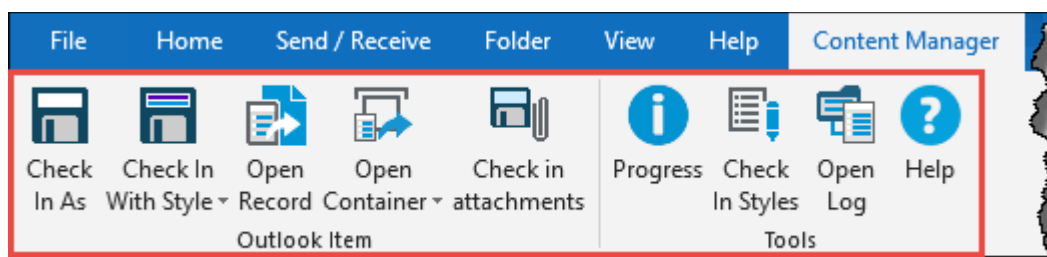 File Home Send / Receive Folder View Help Content Manager
Check Check In Open Open Check in Progress Check Open Help
In As With Style Record Container attachments In Styles Log
Outlook Item Tools